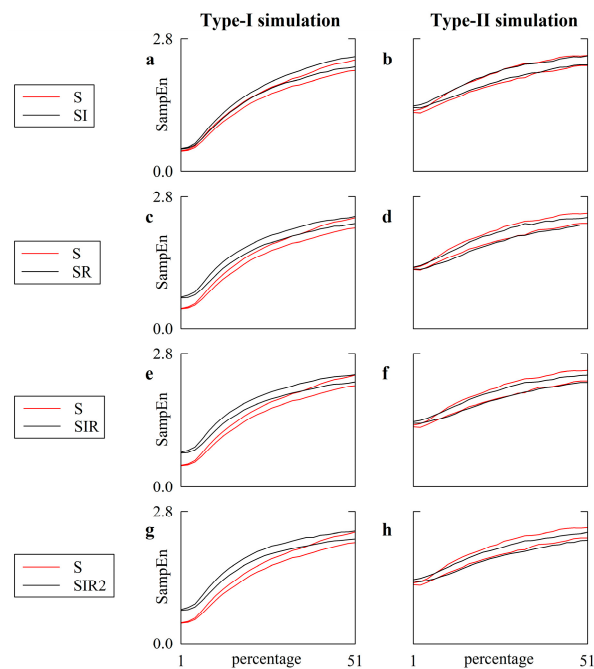 Type-I simulation Type-II simulation
2.8 a b
S
SI
SampEn
0.0
2.8 c d
S
SR
SampEn
0.0
2.8 e f
S
SIR
SampEn
0.0
2.8 g h
S
SIR2
SampEn
0.0
1 percentage 51 1 percentage 51